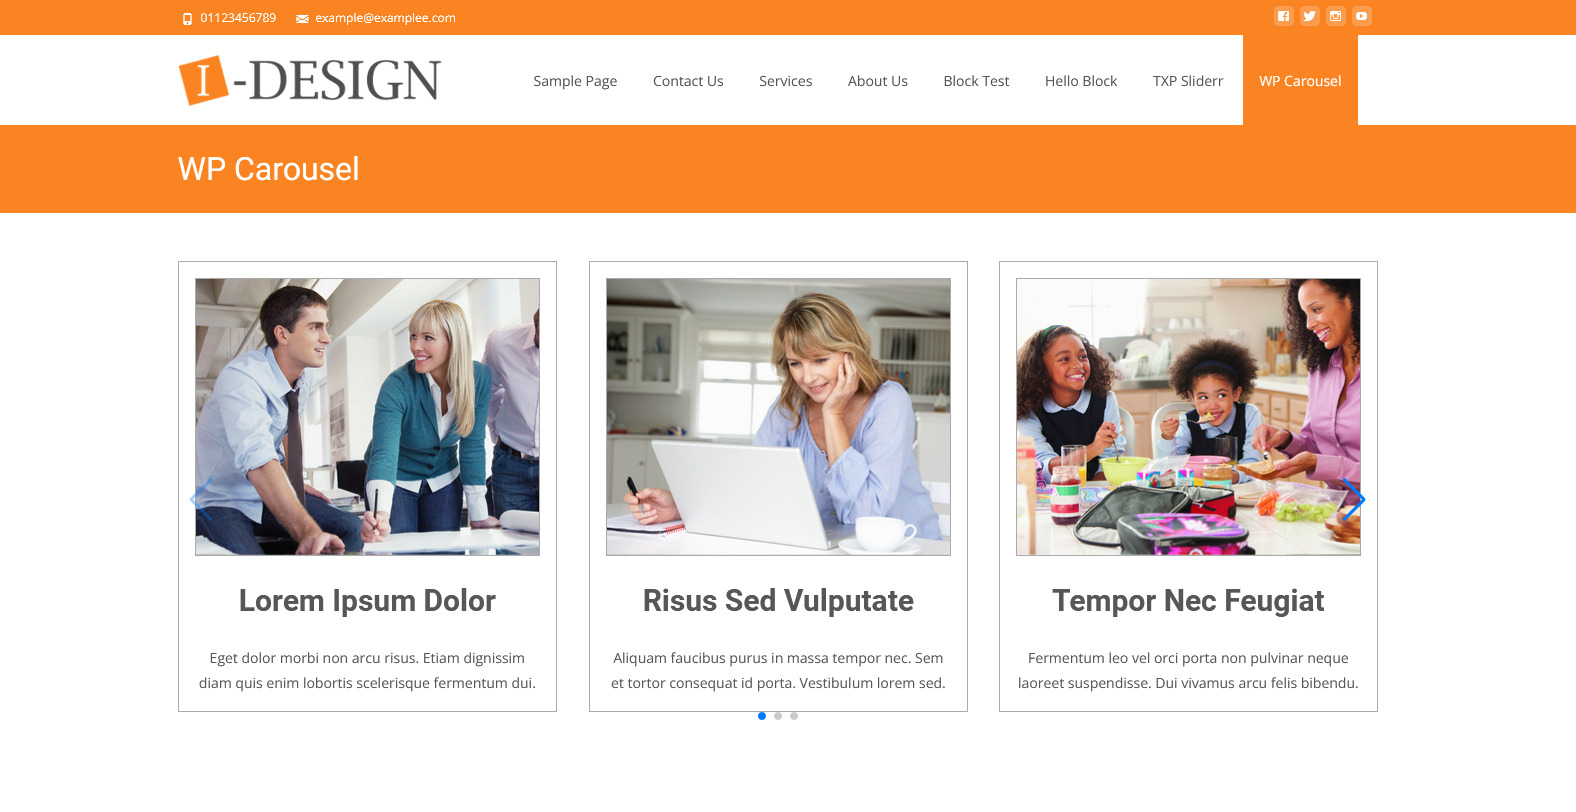 01123456789 example@examplee.com
I-DESIGN
Sample Page Contact Us Services About Us Block Test Hello Block TXP Sliderr WP Carousel
WP Carousel
Lorem Ipsum Dolor
Eget dolor morbi non arcu risus. Etiam dignissim
diam quis enim lobortis scelerisque fermentum dui.
Risus Sed Vulputate
Aliquam faucibus purus in massa tempor nec. Sem
et tortor consequat id porta. Vestibulum lorem sed.
Tempor Nec Feugiat
Fermentum leo vel orci porta non pulvinar neque
laoreet suspendisse. Dui vivamus arcu felis bibendu.